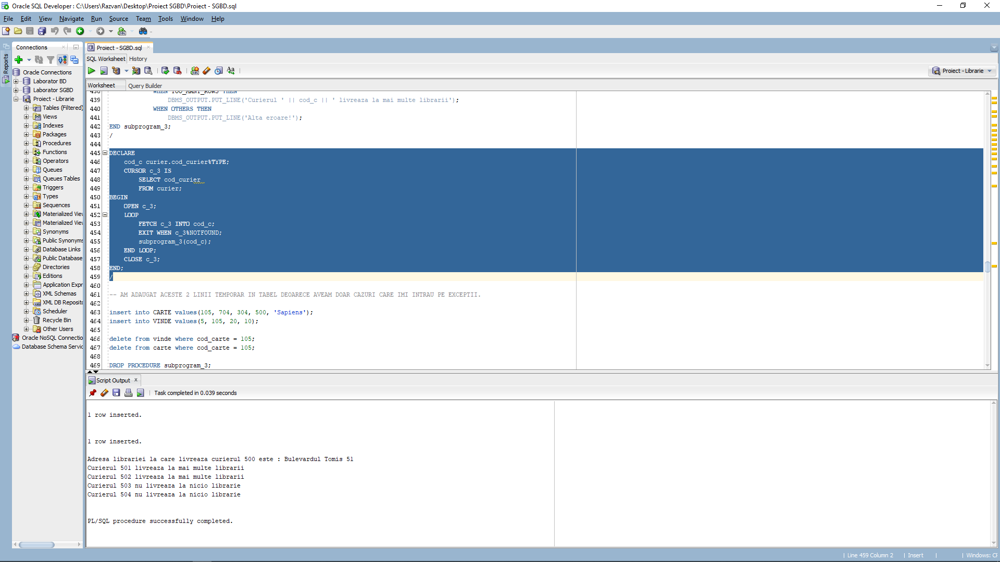 Oracle SQL Developer : C:\Users\Razvan\Desktop\Proiect SGBD\Proiect - SGBD.sql
File Edit View Navigate Run Source Team Tools Window Help
Reports
Connections
Proiect - SGBD.sql
SQL Worksheet History
Proiect - Librarie
Worksheet Query Builder
Oracle Connections
Laborator BD
Laborator SGBD
Proiect - Librarie
Tables (Filtered)
Views
Indexes
Packages
Procedures
Functions
Operators
Queues
Queues Tables
Triggers
Types
Sequences
Materialized Vie
Materialized Vie
Synonyms
Public Synonyms
Database Links
Public Database
Directories
Editions
Application Expr
XML Schemas
XML DB Reposito
Scheduler
Recycle Bin
Other Users
Oracle NoSQL Connectio
Database Schema Servic
438 WHEN TOO_MANY_ROWS THEN
439 DBMS_OUTPUT.PUT_LINE('Curierul ' || cod_c || ' livreaza la mai multe librarii');
440 WHEN OTHERS THEN
441 DBMS_OUTPUT.PUT_LINE('Alta eroare!');
442 END subprogram_3;
443 /
444
445 DECLARE
446 cod_c curier.cod_curier%TYPE;
447 CURSOR c_3 IS
448 SELECT cod_curier
449 FROM curier;
450 BEGIN
451 OPEN c_3;
452 LOOP
453 FETCH c_3 INTO cod_c;
454 EXIT WHEN c_3%NOTFOUND;
455 subprogram_3(cod_c);
456 END LOOP;
457 CLOSE c_3;
458 END;
459 /
460
461 -- AM ADAUGAT ACESTE 2 LINII TEMPORAR IN TABEL DEOARECE AVEAM DOAR CAZURI CARE IMI INTRAU PE EXCEPTII.
462
463 insert into CARTE values(105, 704, 304, 500, 'Sapiens');
464 insert into VINDE values(5, 105, 20, 10);
465
466 delete from vinde where cod_carte = 105;
467 delete from carte where cod_carte = 105;
468
469 DROP PROCEDURE subprogram_3;
Script Output
Task completed in 0.039 seconds
1 row inserted.
1 row inserted.
Adresa librariei la care livreaza curierul 500 este : Bulevardul Tomis 51
Curierul 501 livreaza la mai multe librarii
Curierul 502 livreaza la mai multe librarii
Curierul 503 nu livreaza la nicio librarie
Curierul 504 nu livreaza la nicio librarie
PL/SQL procedure successfully completed.
Line 459 Column 2 Insert Windows: CF